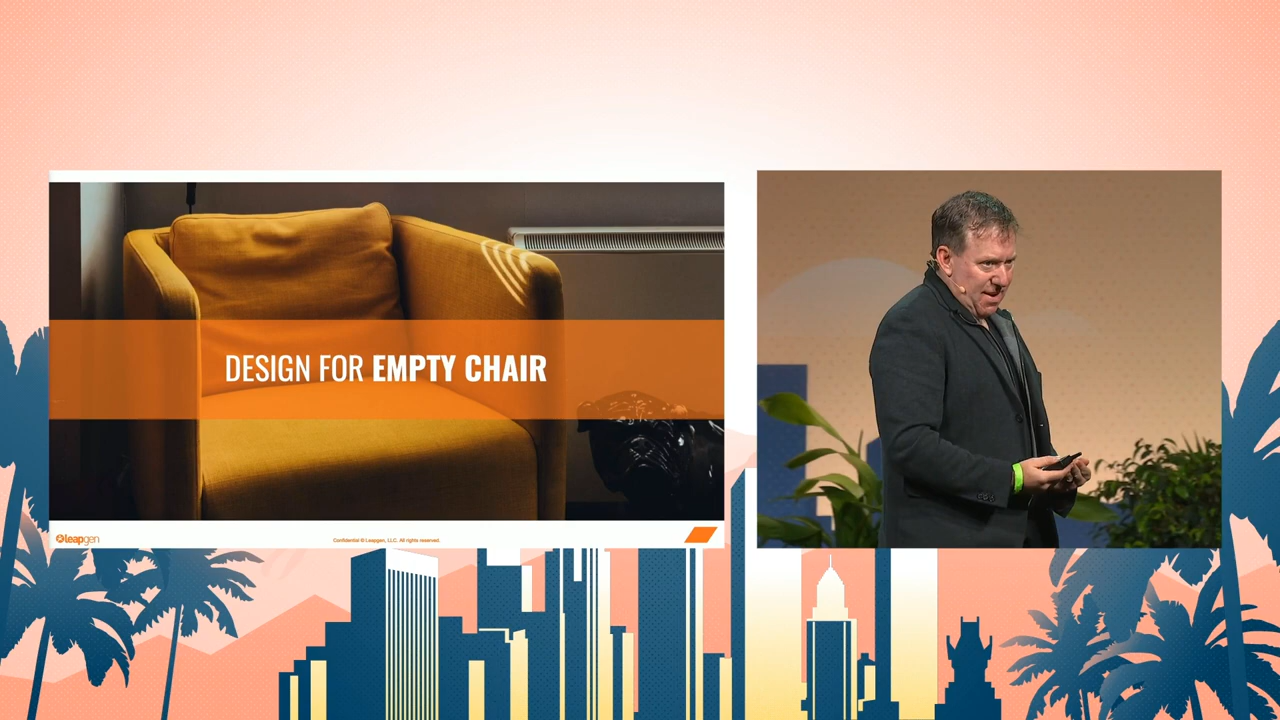 DESIGN FOR EMPTY CHAIR
leapgen
Confidential © Leapgen, LLC. All rights reserved.